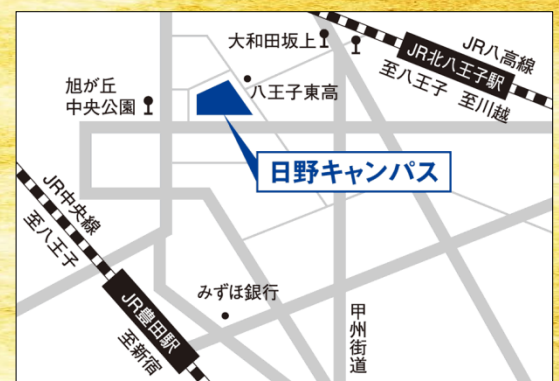 大和田坂上
JR八高線
JR北八王子駅
至八王子 至川越
八王子東高
旭が丘
中央公園
日野キャンパス
JR中央線
至八王子
みずほ銀行
JR豊田駅
至新宿
甲州街道